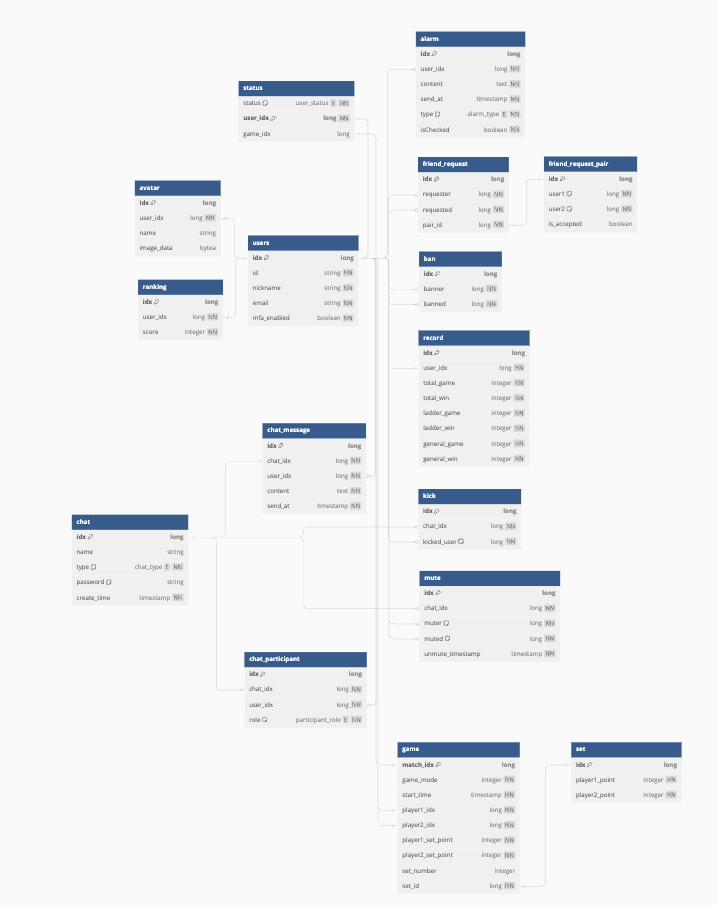 alarm
idx long
user_idx long NN
content text NN
send_at timestamp NN
type alarm_type E NN
isChecked boolean NN
status
status user_status E NN
user_idx long NN
game_idx long
friend_request
idx long
requester long NN
requested long NN
pair_id long NN
friend_request_pair
idx long
user1 long NN
user2 long NN
is_accepted boolean
avatar
idx long
user_idx long NN
name string
image_data bytea
users
idx long
id string NN
nickname string NN
email string NN
mfa_enabled boolean NN
ban
idx long
banner long NN
banned long NN
ranking
idx long
user_idx long NN
score integer NN
record
idx long
user_idx long NN
total_game integer NN
total_win integer NN
ladder_game integer NN
ladder_win integer NN
general_game integer NN
general_win integer NN
chat_message
idx long
chat_idx long NN
user_idx long NN
content text NN
send_at timestamp NN
kick
idx long
chat_idx long NN
kicked_user long NN
chat
idx long
name string
type chat_type E NN
password string
create_time timestamp NN
mute
idx long
chat_idx long NN
muter long NN
muted long NN
unmute_timestamp timestamp NN
chat_participant
idx long
chat_idx long NN
user_idx long NN
role participant_role E NN
game
match_idx long
game_mode integer NN
start_time timestamp NN
player1_idx long NN
player2_idx long NN
player1_set_point integer NN
player2_set_point integer NN
set_number integer
set_id long NN
set
idx long
player1_point integer NN
player2_point integer NN